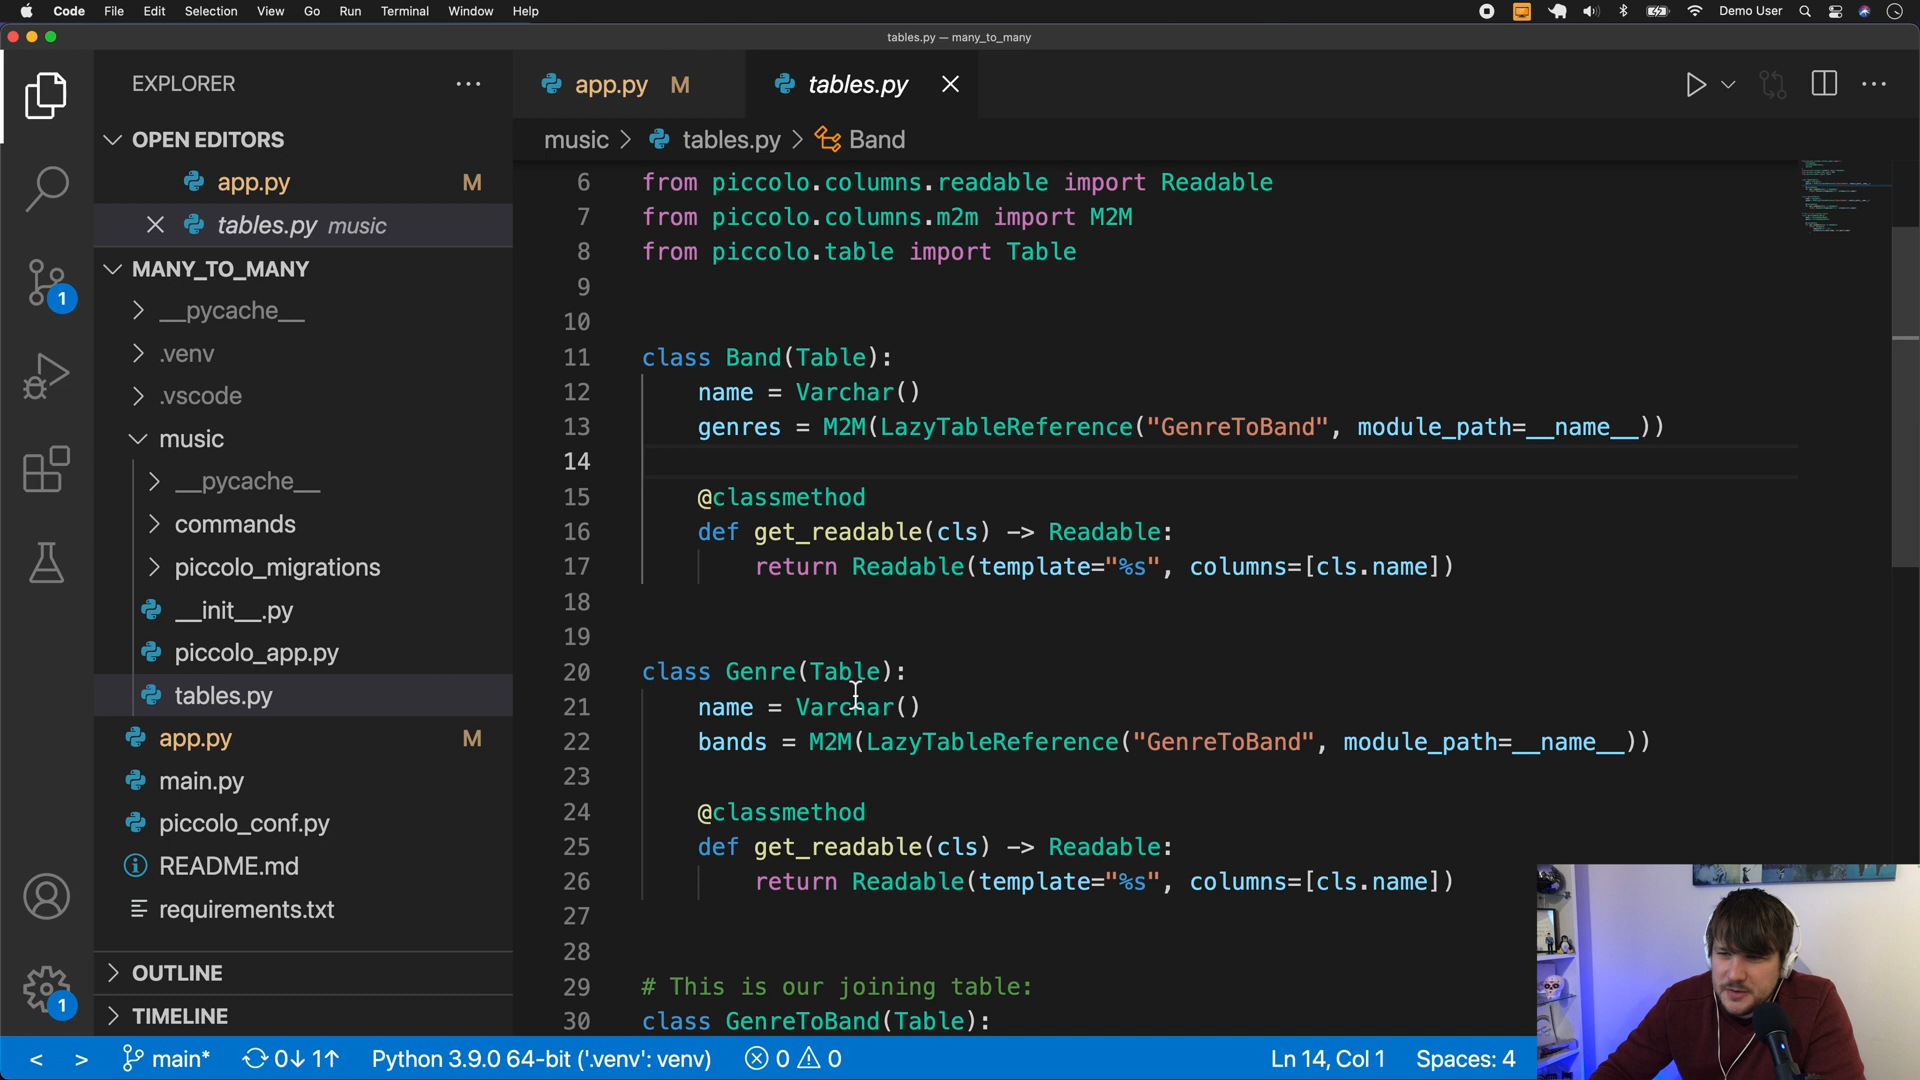 Code File Edit Selection View Go Run Terminal Window Help Demo User
tables.py — many_to_many
EXPLORER
OPEN EDITORS
app.py M
tables.py music
MANY_TO_MANY
__pycache__
.venv
.vscode
music
__pycache__
commands
piccolo_migrations
__init__.py
piccolo_app.py
tables.py
app.py M
main.py
piccolo_conf.py
README.md
requirements.txt
OUTLINE
TIMELINE
1
1
app.py M tables.py
music > tables.py > Band
6 from piccolo.columns.readable import Readable
7 from piccolo.columns.m2m import M2M
8 from piccolo.table import Table
9
10
11 class Band(Table):
12 name = Varchar()
13 genres = M2M(LazyTableReference("GenreToBand", module_path=__name__))
14
15 @classmethod
16 def get_readable(cls) -> Readable:
17 return Readable(template="%s", columns=[cls.name])
18
19
20 class Genre(Table):
21 name = Varchar()
22 bands = M2M(LazyTableReference("GenreToBand", module_path=__name__))
23
24 @classmethod
25 def get_readable(cls) -> Readable:
26 return Readable(template="%s", columns=[cls.name])
27
28
29 # This is our joining table:
30 class GenreToBand(Table):
main* 0↓ 1↑ Python 3.9.0 64-bit ('.venv': venv) 0 0 Ln 14, Col 1 Spaces: 4